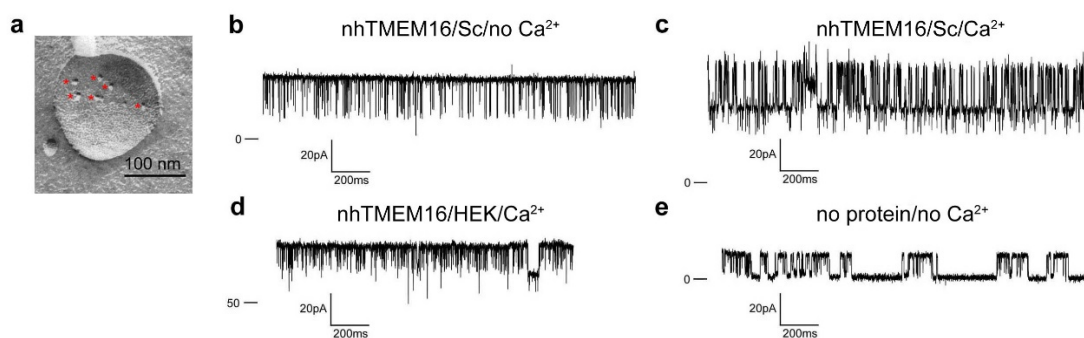 a
100 nm
b
nhTMEM16/Sc/no Ca²⁺
0
20pA
200ms
c
nhTMEM16/Sc/Ca²⁺
0
20pA
200ms
d
nhTMEM16/HEK/Ca²⁺
50
20pA
200ms
e
no protein/no Ca²⁺
0
20pA
200ms